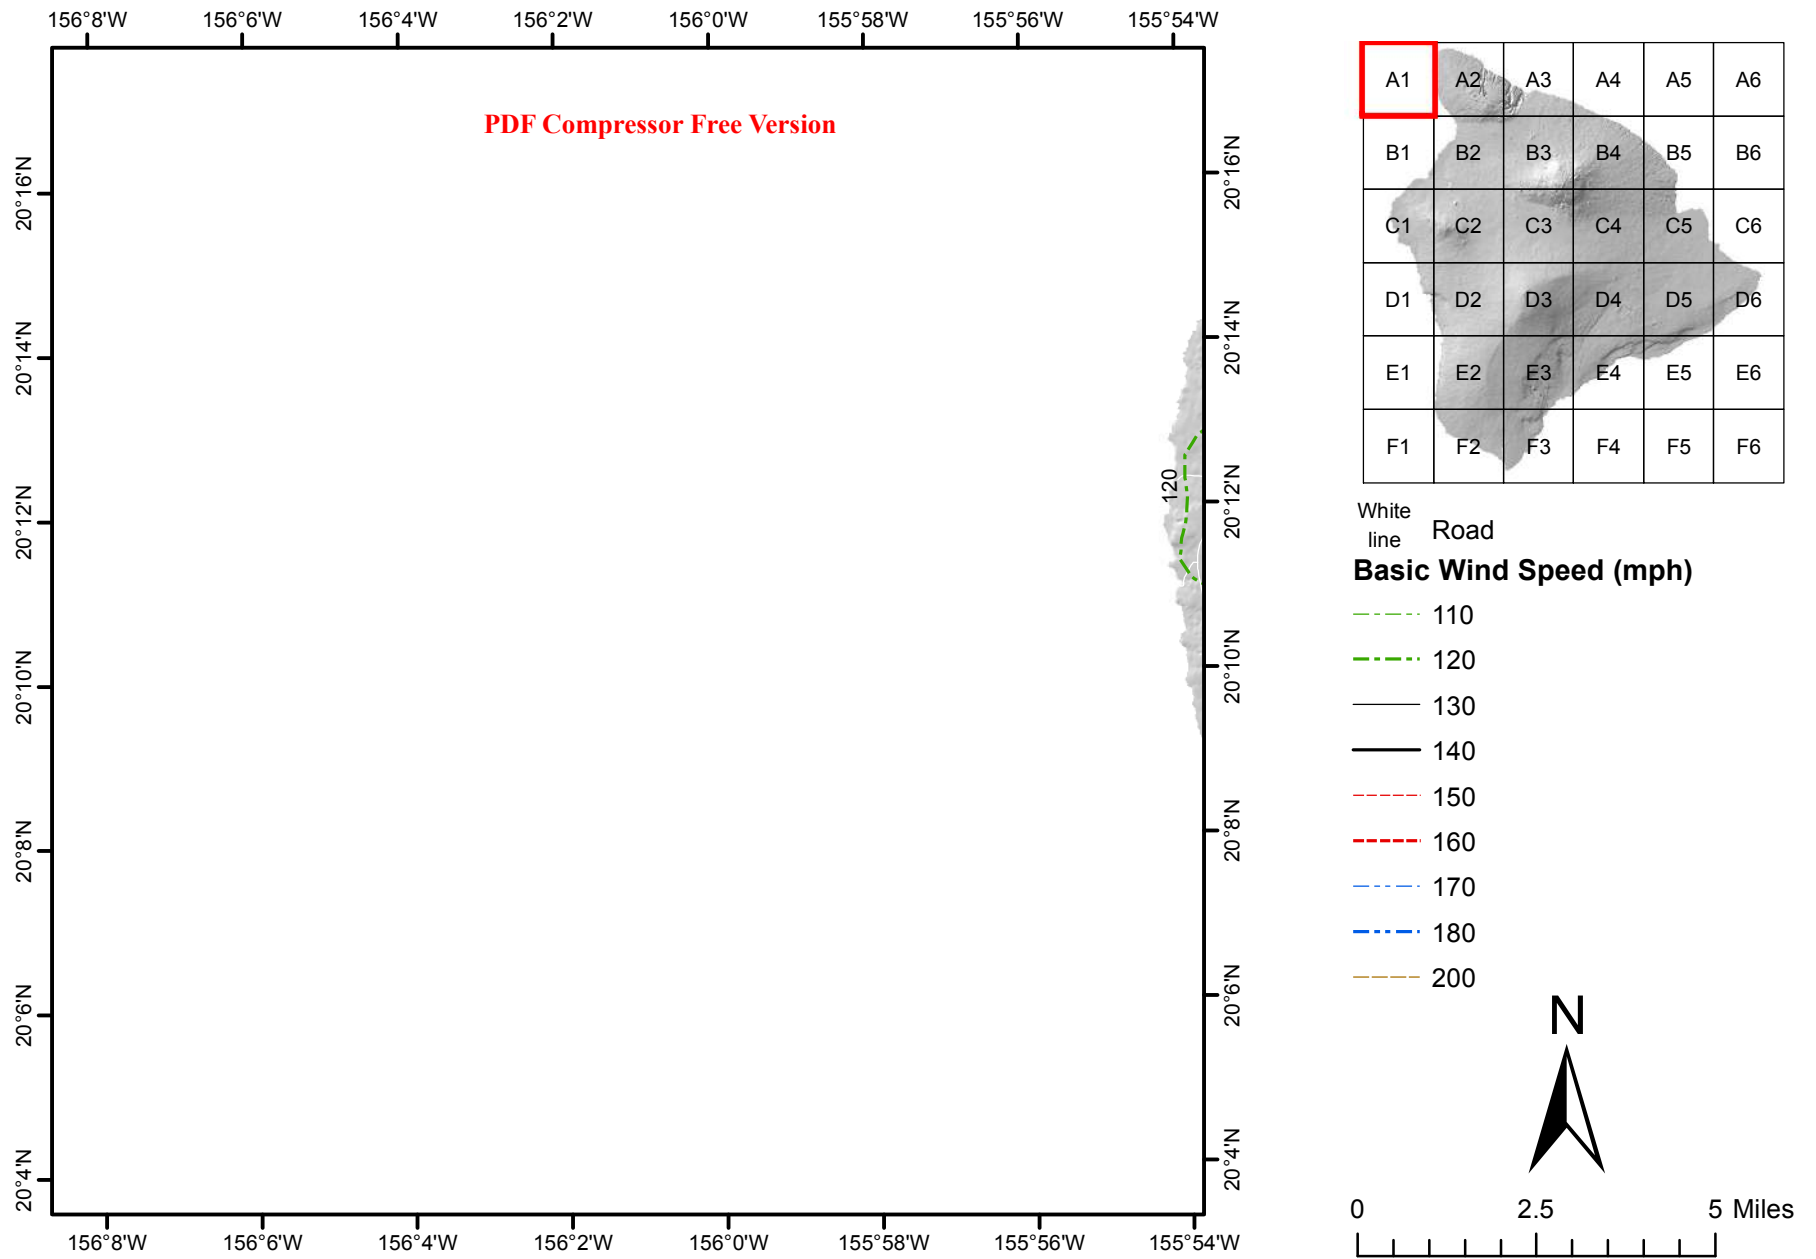 156°8'W 156°6'W 156°4'W 156°2'W 156°0'W 155°58'W 155°56'W 155°54'W
PDF Compressor Free Version
20°16'N
20°14'N
20°12'N
20°10'N
20°8'N
20°6'N
20°4'N
120
20°16'N
20°14'N
20°12'N
20°10'N
20°8'N
20°6'N
20°4'N
156°8'W 156°6'W 156°4'W 156°2'W 156°0'W 155°58'W 155°56'W 155°54'W
A1 A2 A3 A4 A5 A6
B1 B2 B3 B4 B5 B6
C1 C2 C3 C4 C5 C6
D1 D2 D3 D4 D5 D6
E1 E2 E3 E4 E5 E6
F1 F2 F3 F4 F5 F6
White
line Road
Basic Wind Speed (mph)
110
120
130
140
150
160
170
180
200
N
0 2.5 5 Miles